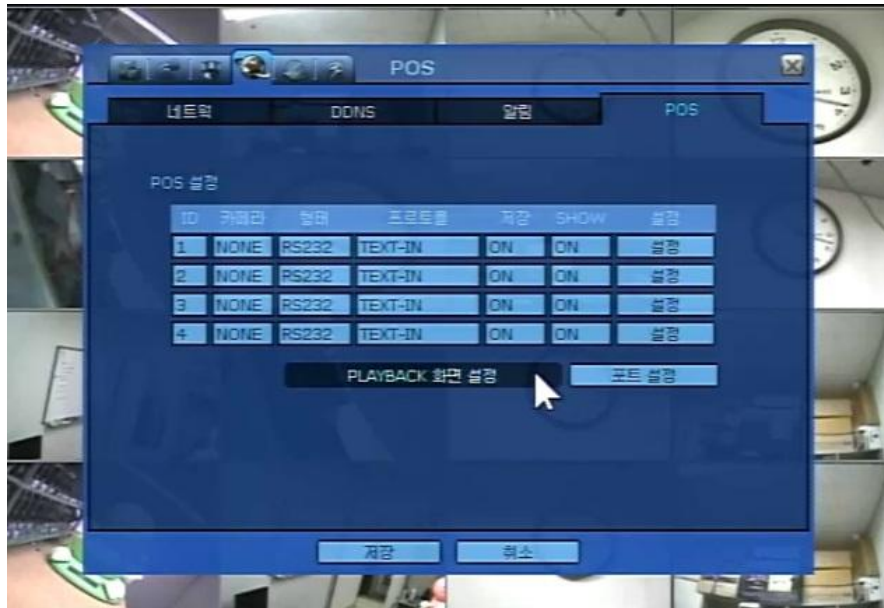 POS
네트웍 DDNS 알림 POS
POS 설정
ID 카메라 형태 프로토콜 저장 SHOW 설정
1 NONE RS232 TEXT-IN ON ON 설정
2 NONE RS232 TEXT-IN ON ON 설정
3 NONE RS232 TEXT-IN ON ON 설정
4 NONE RS232 TEXT-IN ON ON 설정
PLAYBACK 화면 설정 포트 설정
저장 취소